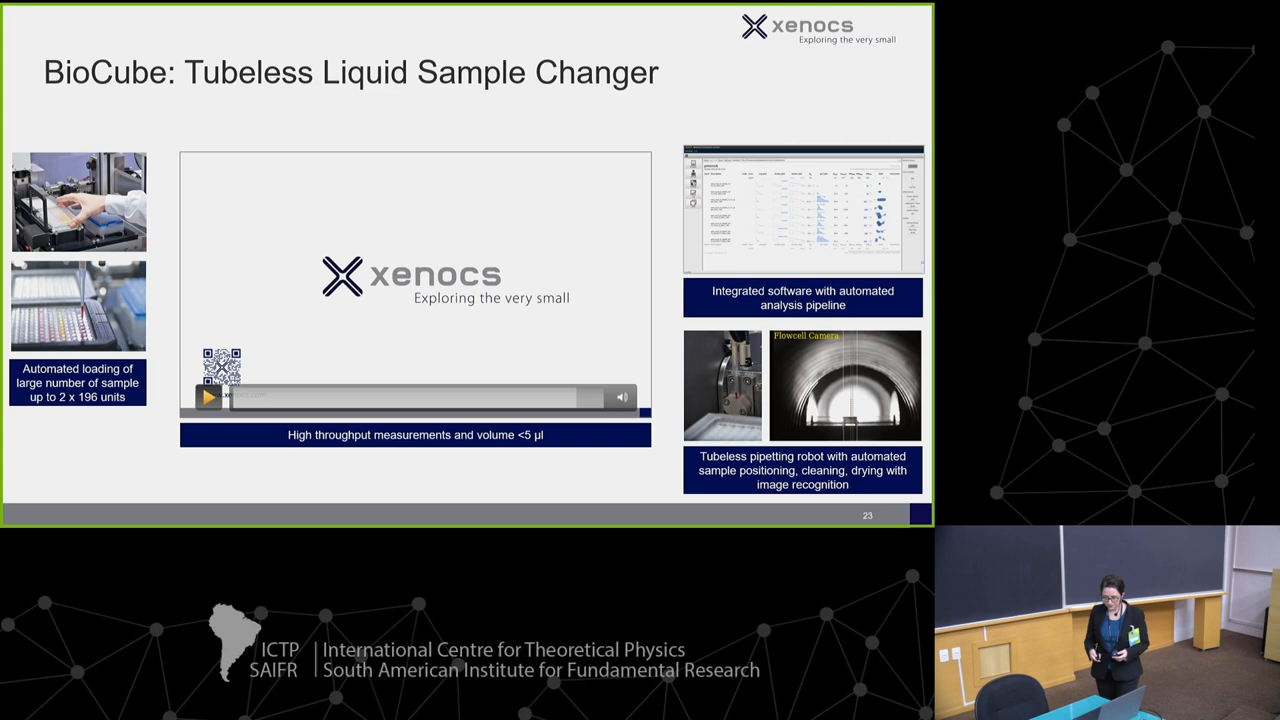 xenocs
Exploring the very small
BioCube: Tubeless Liquid Sample Changer
xenocs
Exploring the very small
Automated loading of
large number of sample
up to 2 x 196 units
High throughput measurements and volume <5 µl
Integrated software with automated
analysis pipeline
Flowcell Camera
Tubeless pipetting robot with automated
sample positioning, cleaning, drying with
image recognition
23
ICTP
SAIFR
International Centre for Theoretical Physics
South American Institute for Fundamental Research